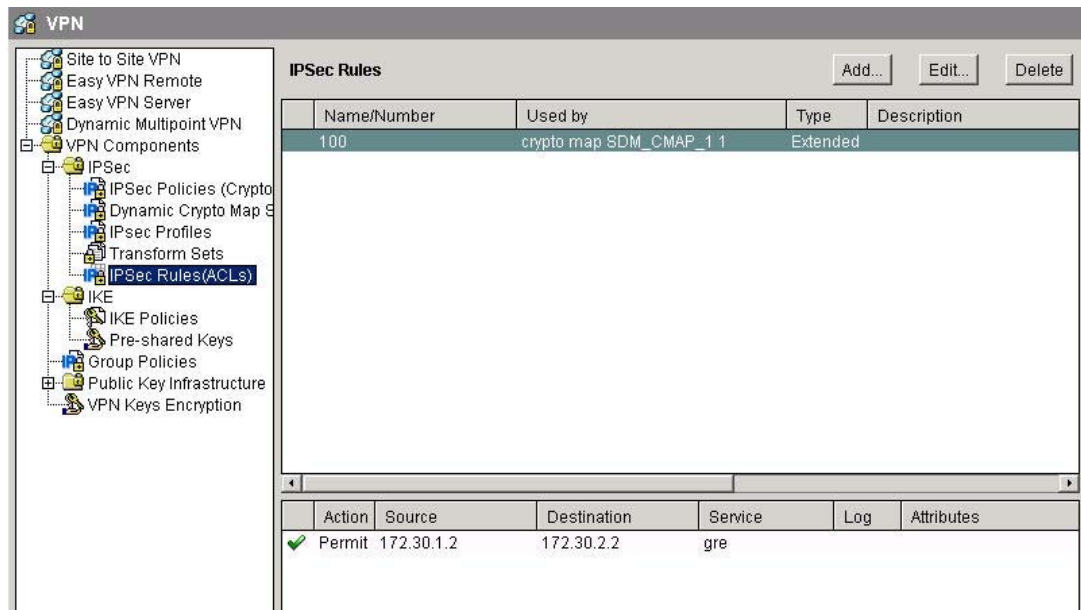 VPN
Site to Site VPN
Easy VPN Remote
Easy VPN Server
Dynamic Multipoint VPN
VPN Components
IPSec
IPSec Policies (Crypto
Dynamic Crypto Map S
IPsec Profiles
Transform Sets
IPSec Rules(ACLs)
IKE
IKE Policies
Pre-shared Keys
Group Policies
Public Key Infrastructure
VPN Keys Encryption
IPSec Rules
Add... Edit... Delete
Name/Number Used by Type Description
100 crypto map SDM_CMAP_1 1 Extended
Action Source Destination Service Log Attributes
Permit 172.30.1.2 172.30.2.2 gre